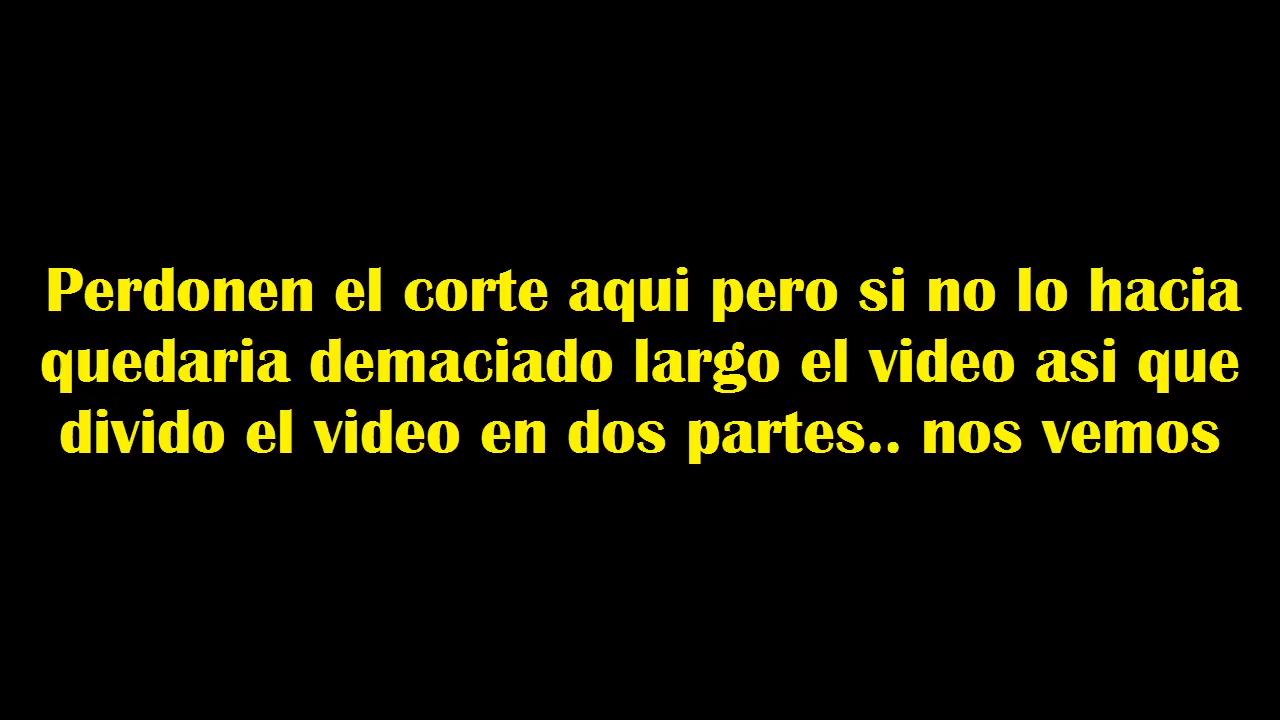 Perdonen el corte aqui pero si no lo hacia
quedaria demaciado largo el video asi que
divido el video en dos partes.. nos vemos